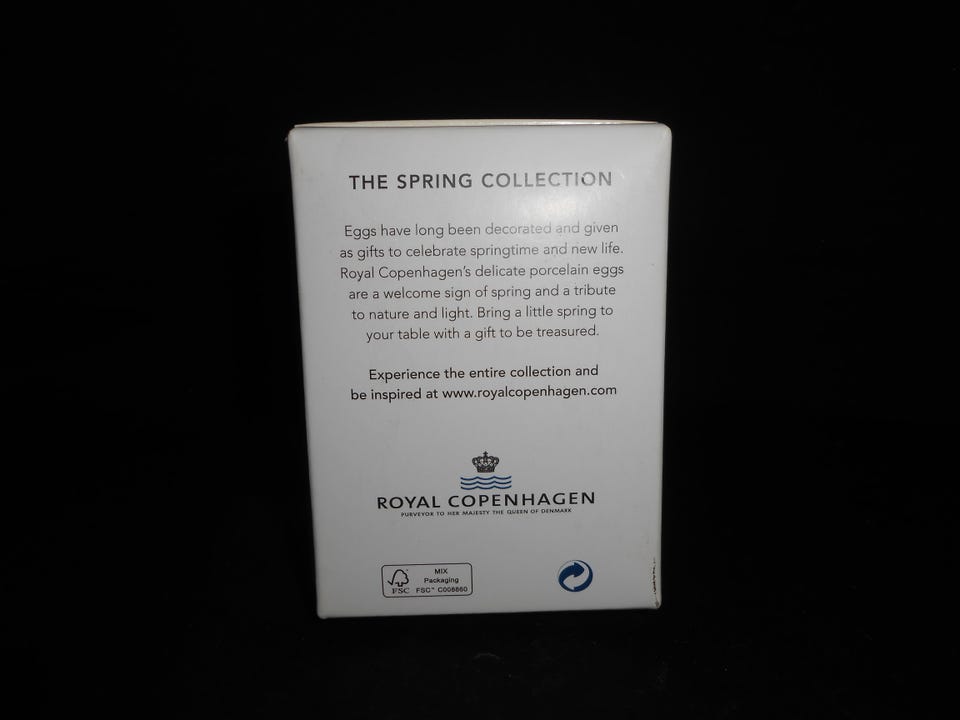 THE SPRING COLLECTION
Eggs have long been decorated and given
as gifts to celebrate springtime and new life.
Royal Copenhagen's delicate porcelain eggs
are a welcome sign of spring and a tribute
to nature and light. Bring a little spring to
your table with a gift to be treasured.
Experience the entire collection and
be inspired at www.royalcopenhagen.com
ROYAL COPENHAGEN
PURVEYOR TO HER MAJESTY THE QUEEN OF DENMARK
MIX
Packaging
FSC FSC™ C008660